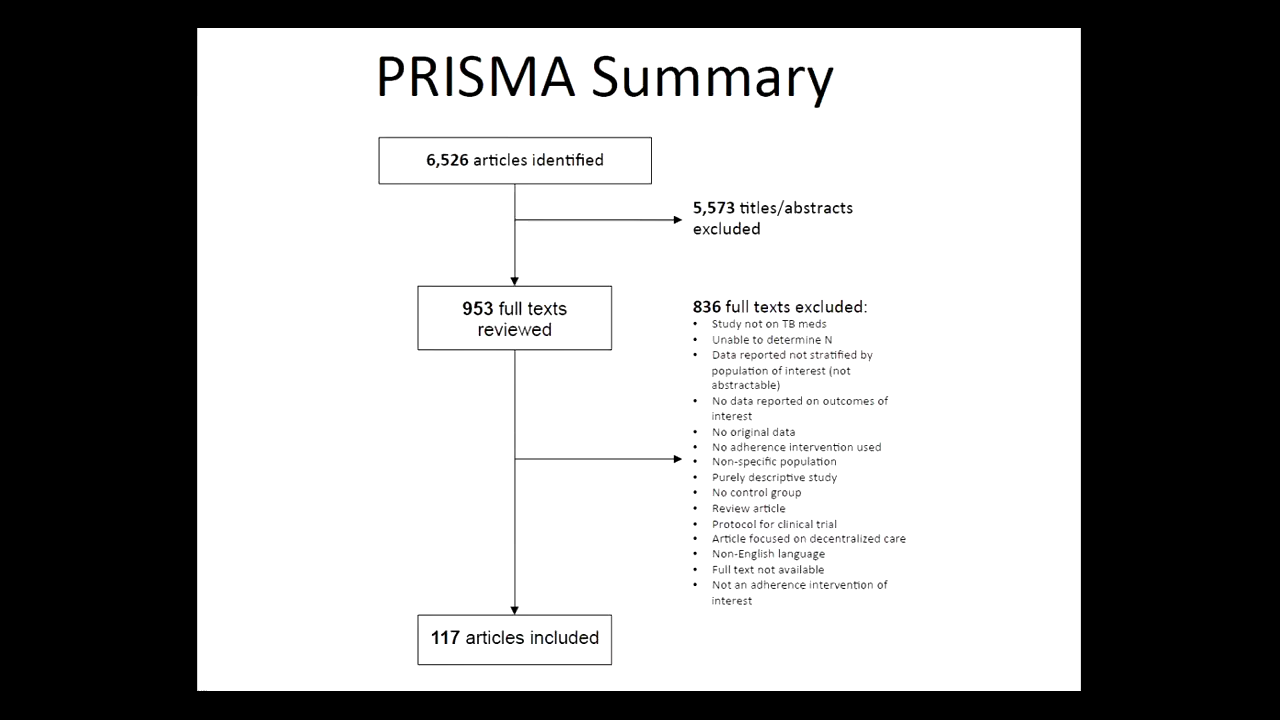 PRISMA Summary
6,526 articles identified
5,573 titles/abstracts
excluded
953 full texts
reviewed
836 full texts excluded:
• Study not on TB meds
• Unable to determine N
• Data reported not stratified by
population of interest (not
abstractable)
• No data reported on outcomes of
interest
• No original data
• No adherence intervention used
• Non-specific population
• Purely descriptive study
• No control group
• Review article
• Protocol for clinical trial
• Article focused on decentralized care
• Non-English language
• Full text not available
• Not an adherence intervention of
interest
117 articles included